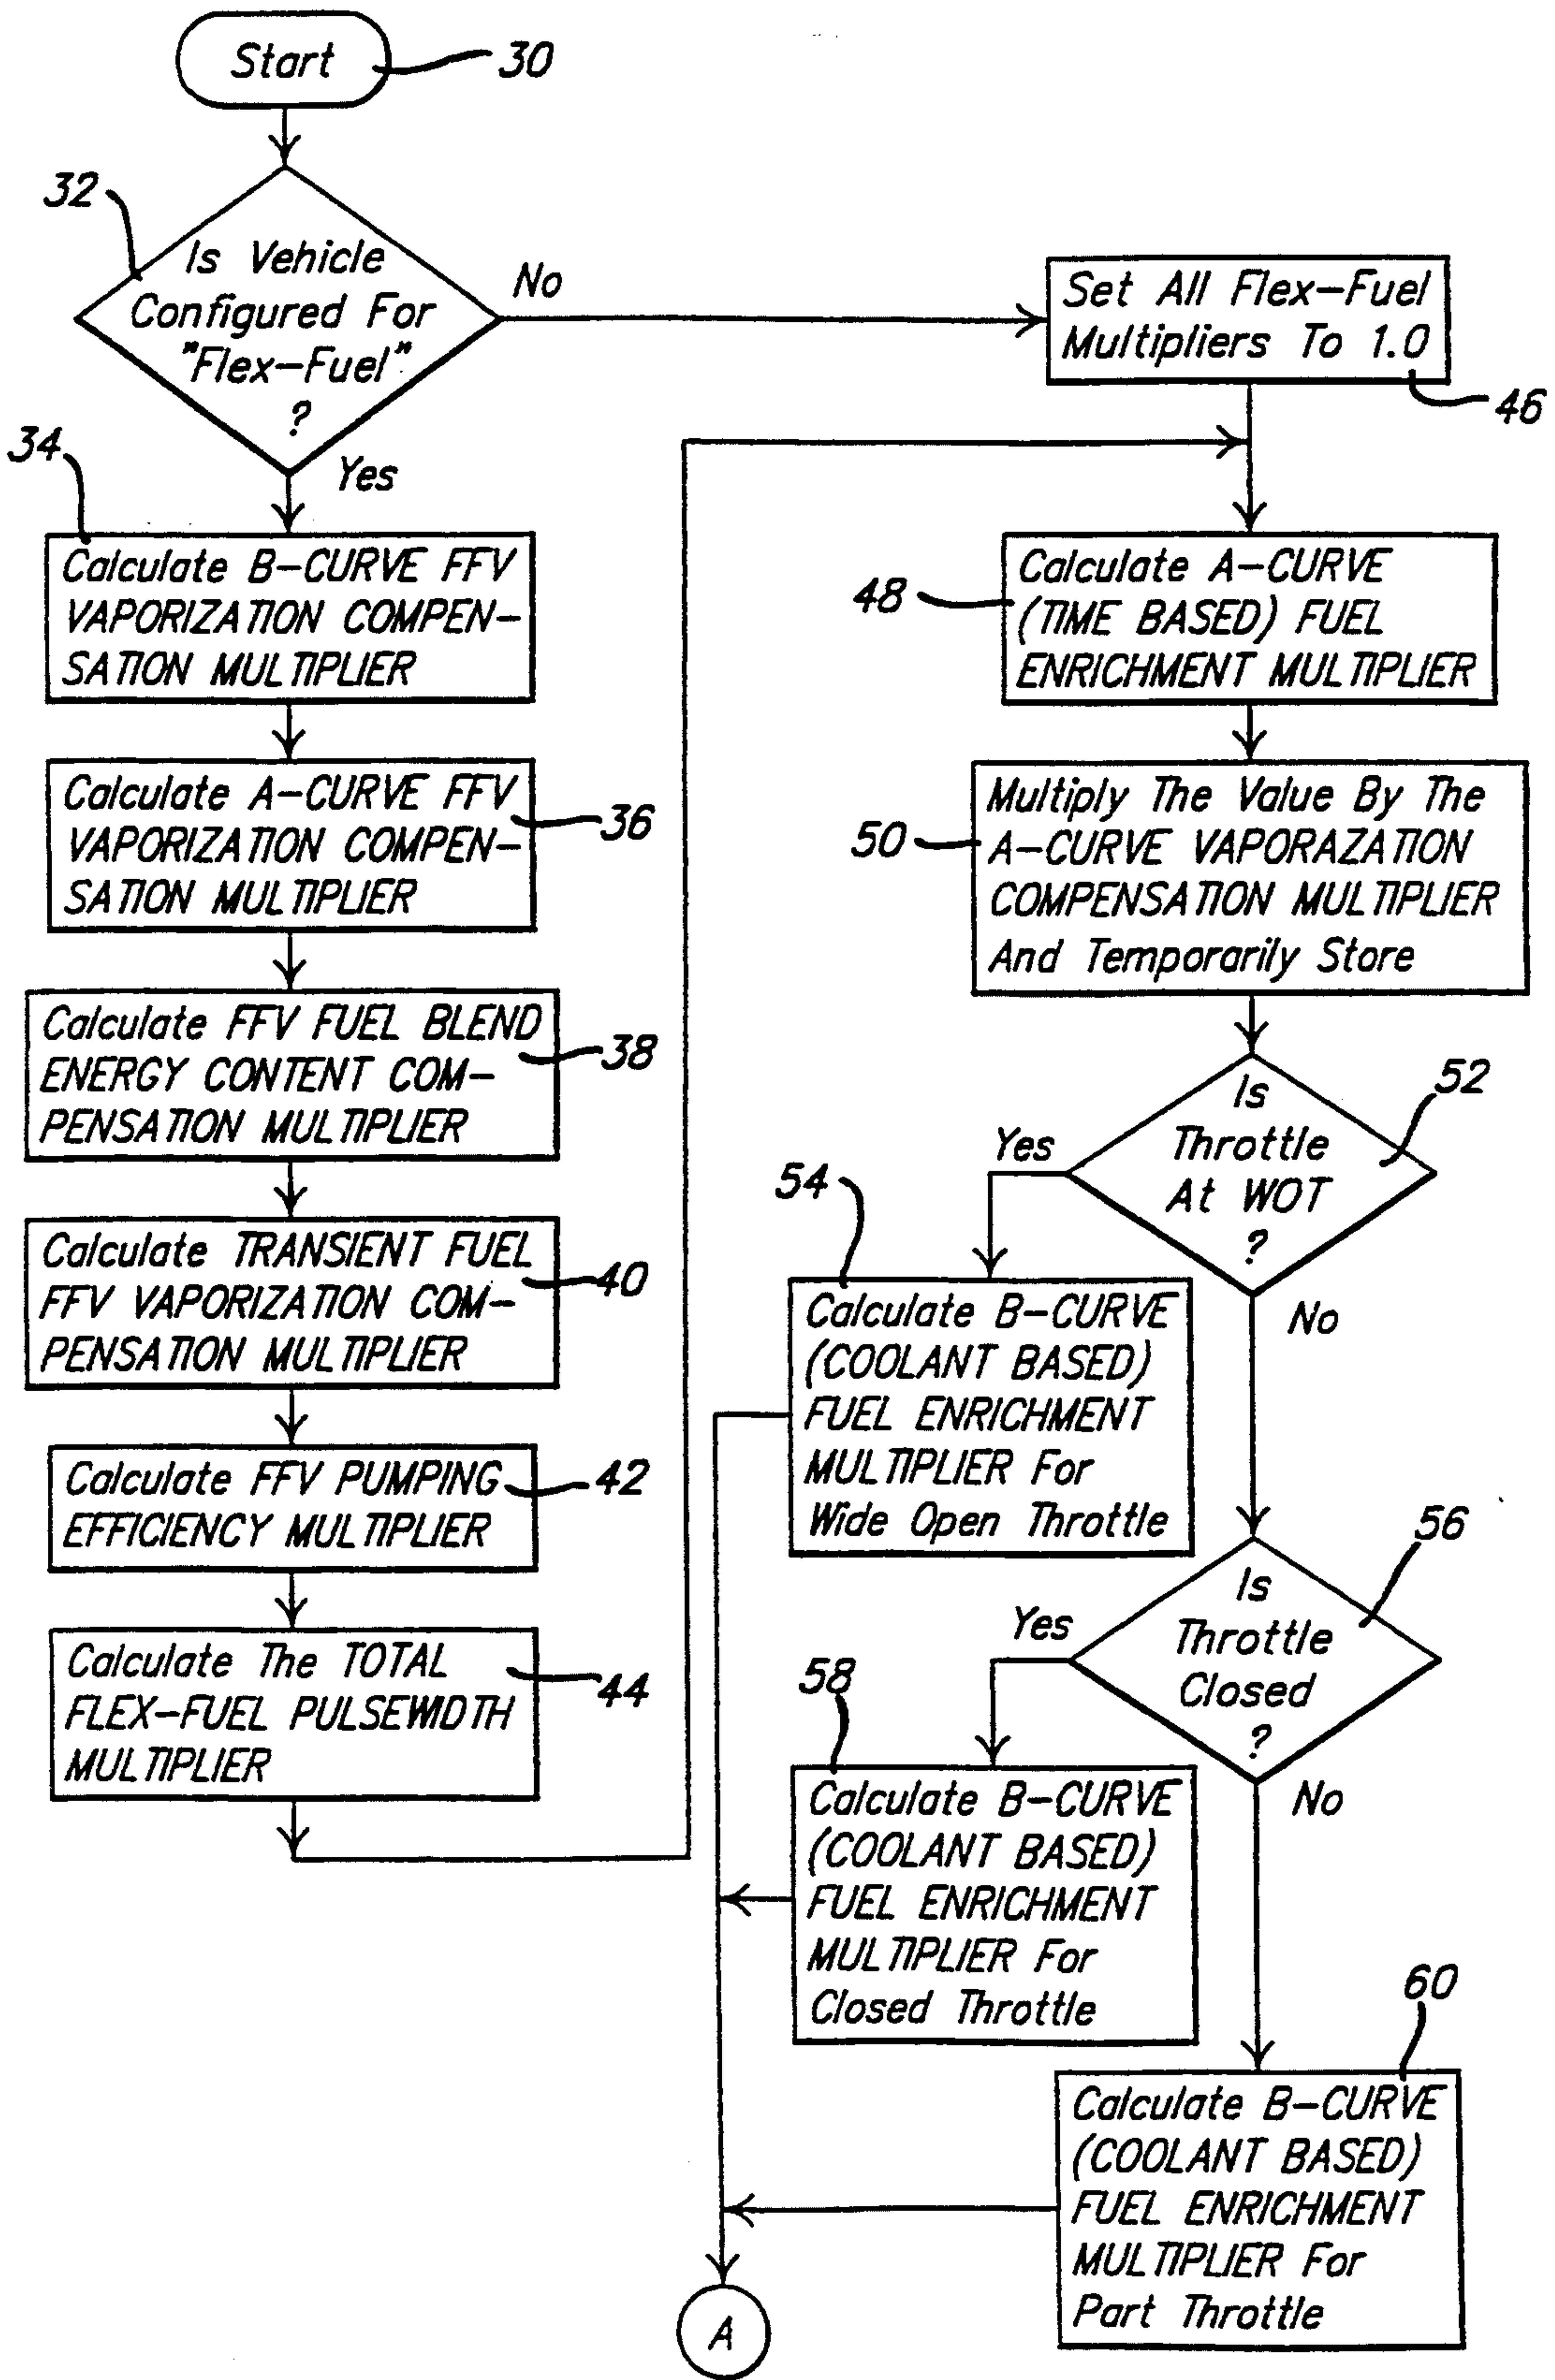 Start
30
32
Is Vehicle
Configured For
"Flex-Fuel"
?
No
Yes
34
Calculate B-CURVE FFV
VAPORIZATION COMPEN-
SATION MULTIPLIER
Calculate A-CURVE FFV
VAPORIZATION COMPEN-
SATION MULTIPLIER
36
Calculate FFV FUEL BLEND
ENERGY CONTENT COM-
PENSATION MULTIPLIER
38
Calculate TRANSIENT FUEL
FFV VAPORIZATION COM-
PENSATION MULTIPLIER
40
Calculate FFV PUMPING
EFFICIENCY MULTIPLIER
42
Calculate The TOTAL
FLEX-FUEL PULSEWIDTH
MULTIPLIER
44
Set All Flex-Fuel
Multipliers To 1.0
46
48
Calculate A-CURVE
(TIME BASED) FUEL
ENRICHMENT MULTIPLIER
50
Multiply The Value By The
A-CURVE VAPORAZATION
COMPENSATION MULTIPLIER
And Temporarily Store
52
Is
Throttle
At WOT
?
Yes
No
54
Calculate B-CURVE
(COOLANT BASED)
FUEL ENRICHMENT
MULTIPLIER For
Wide Open Throttle
56
Is
Throttle
Closed
?
Yes
No
58
Calculate B-CURVE
(COOLANT BASED)
FUEL ENRICHMENT
MULTIPLIER For
Closed Throttle
60
Calculate B-CURVE
(COOLANT BASED)
FUEL ENRICHMENT
MULTIPLIER For
Part Throttle
A